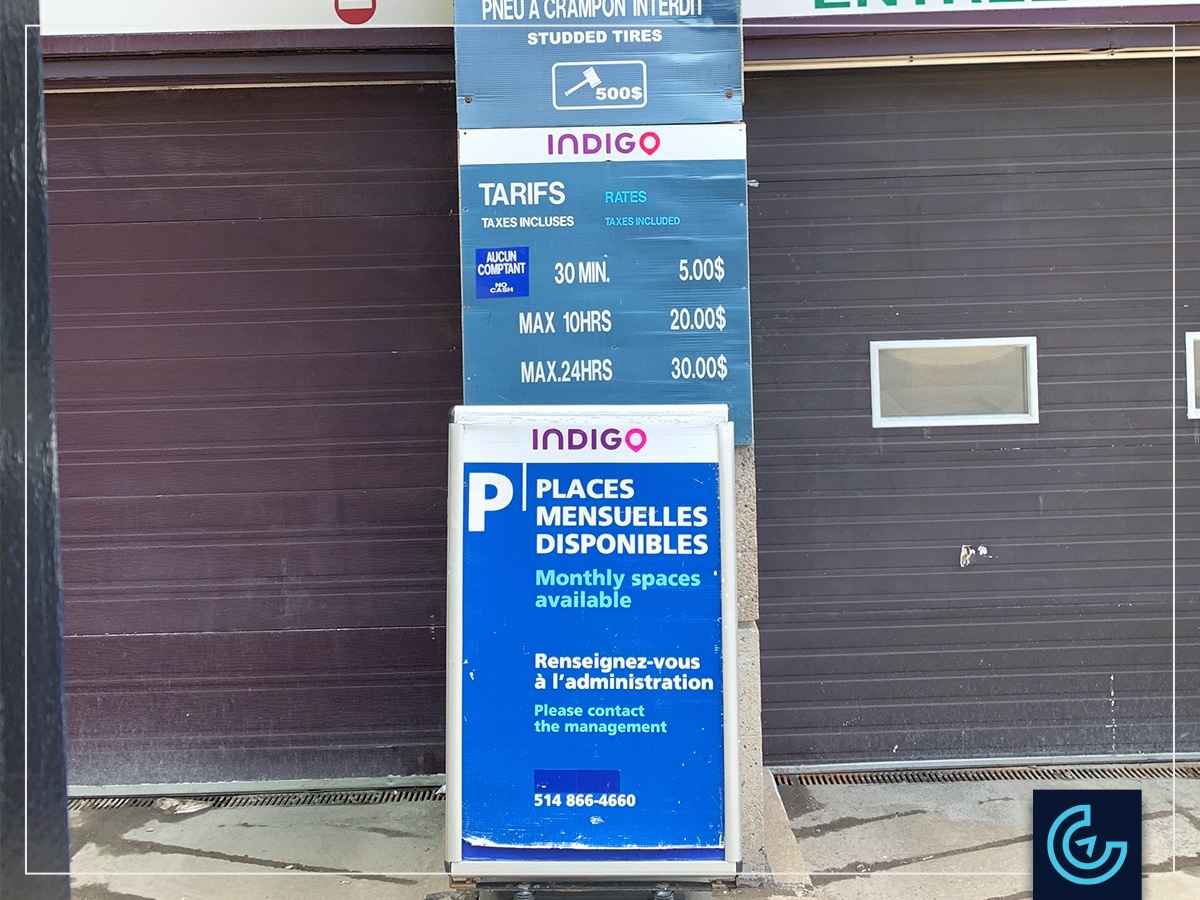 PNEU À CRAMPON INTERDIT
STUDDED TIRES
500$
INDIGO
TARIFS RATES
TAXES INCLUSES TAXES INCLUDED
AUCUN
COMPTANT
NO
CASH
30 MIN. 5.00$
MAX 10HRS 20.00$
MAX.24HRS 30.00$
INDIGO
P
PLACES
MENSUELLES
DISPONIBLES
Monthly spaces
available
Renseignez-vous
à l'administration
Please contact
the management
514 866-4660